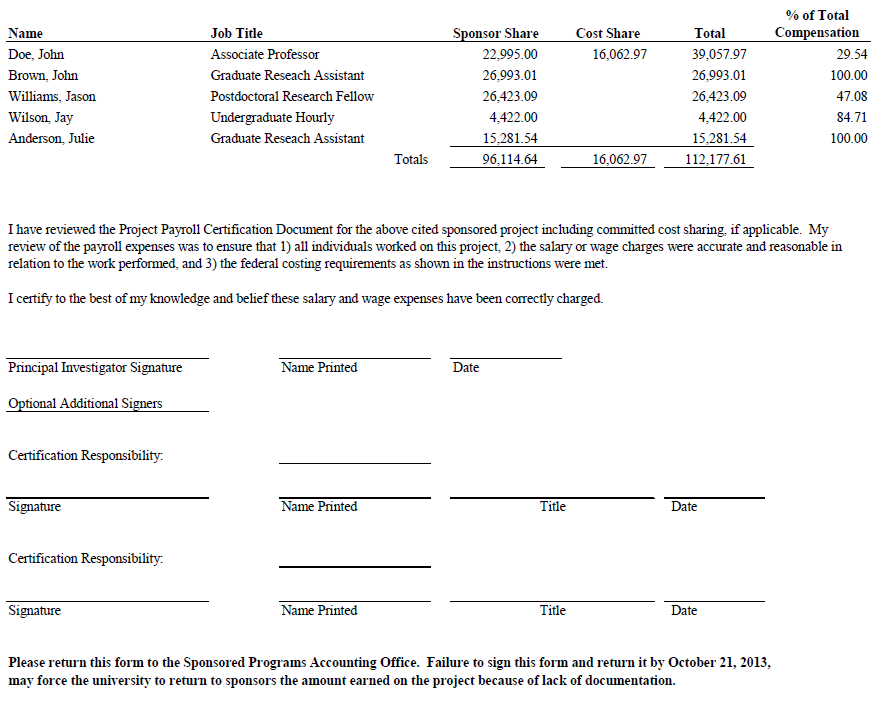 % of Total
Name Job Title Sponsor Share Cost Share Total Compensation
Doe, John Associate Professor 22,995.00 16,062.97 39,057.97 29.54
Brown, John Graduate Reseach Assistant 26,993.01 26,993.01 100.00
Williams, Jason Postdoctoral Research Fellow 26,423.09 26,423.09 47.08
Wilson, Jay Undergraduate Hourly 4,422.00 4,422.00 84.71
Anderson, Julie Graduate Reseach Assistant 15,281.54 15,281.54 100.00
Totals 96,114.64 16,062.97 112,177.61
I have reviewed the Project Payroll Certification Document for the above cited sponsored project including committed cost sharing, if applicable. My
review of the payroll expenses was to ensure that 1) all individuals worked on this project, 2) the salary or wage charges were accurate and reasonable in
relation to the work performed, and 3) the federal costing requirements as shown in the instructions were met.
I certify to the best of my knowledge and belief these salary and wage expenses have been correctly charged.
Principal Investigator Signature Name Printed Date
Optional Additional Signers
Certification Responsibility:
Signature Name Printed Title Date
Certification Responsibility:
Signature Name Printed Title Date
Please return this form to the Sponsored Programs Accounting Office. Failure to sign this form and return it by October 21, 2013,
may force the university to return to sponsors the amount earned on the project because of lack of documentation.